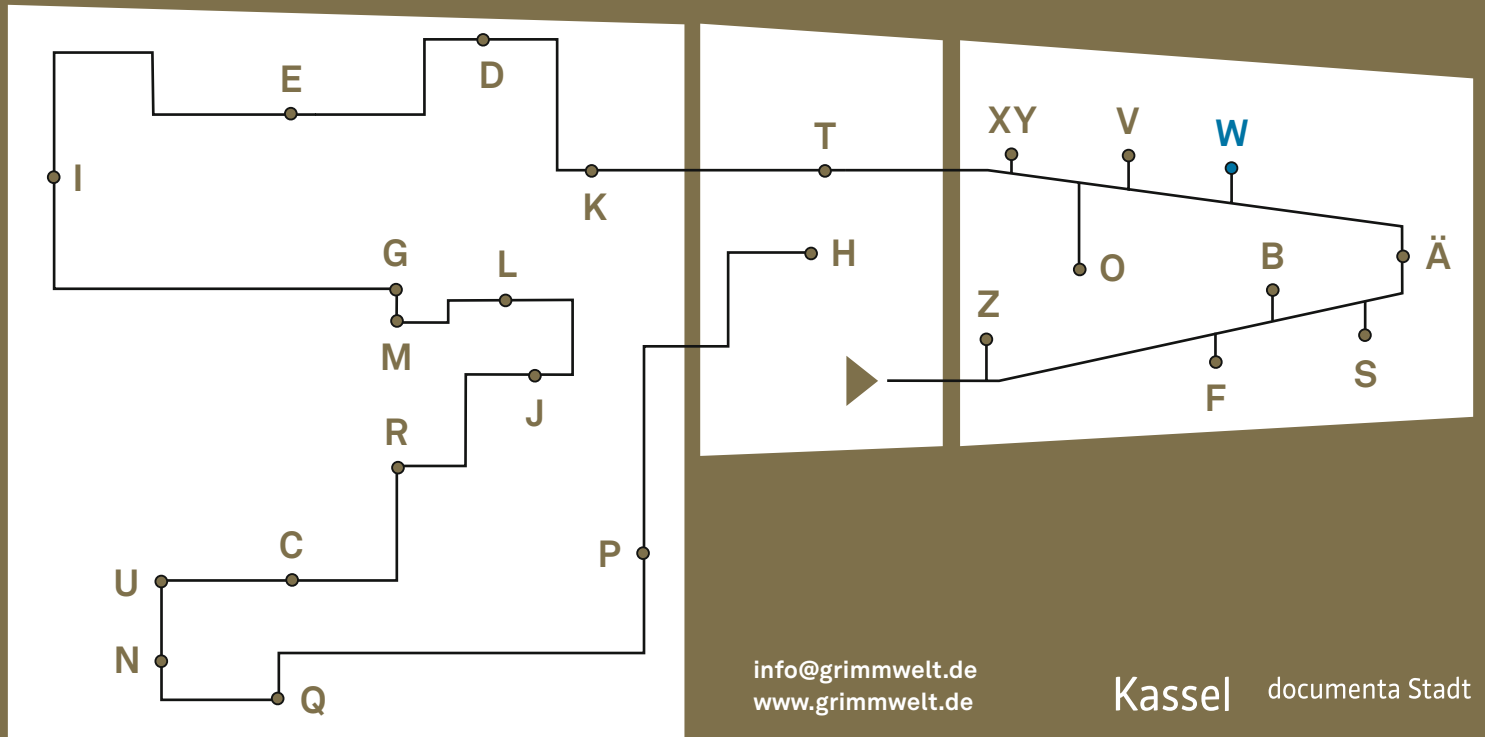 D
E
XY
V
W
T
I
K
G
L
H
O
B
Ä
Z
M
J
F
S
R
C
P
U
N
Q
info@grimmwelt.de
www.grimmwelt.de
Kassel
documenta Stadt